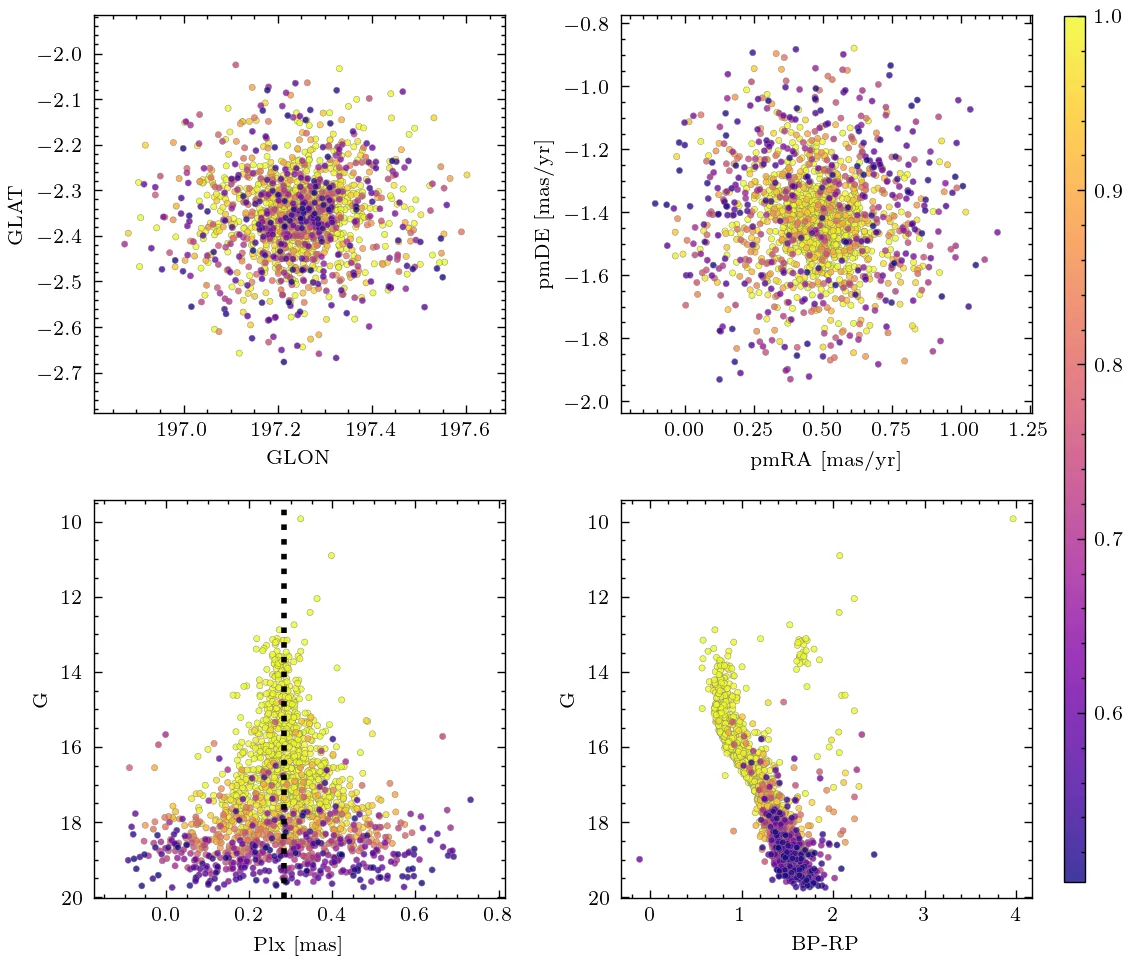 −2.0
−2.1
−2.2
−2.3
−2.4
−2.5
−2.6
−2.7
GLAT
197.0 197.2 197.4 197.6
GLON
−0.8
−1.0
−1.2
−1.4
−1.6
−1.8
−2.0
pmDE [mas/yr]
0.00 0.25 0.50 0.75 1.00 1.25
pmRA [mas/yr]
1.0
0.9
0.8
0.7
0.6
10
12
14
16
18
20
G
0.0 0.2 0.4 0.6 0.8
Plx [mas]
10
12
14
16
18
20
G
0 1 2 3 4
BP-RP